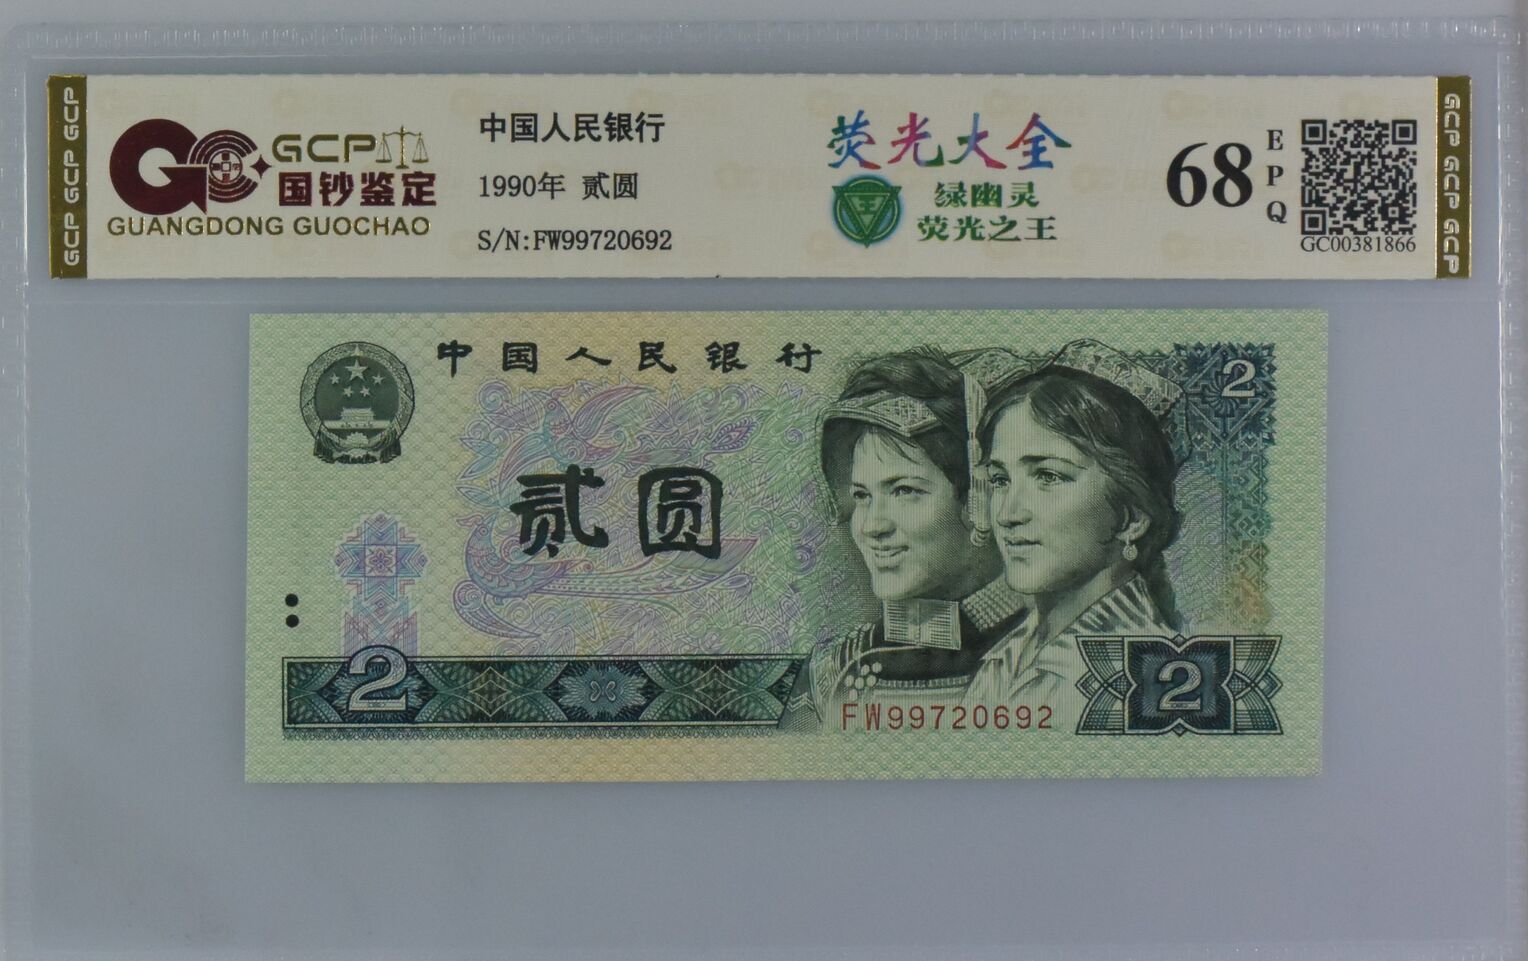 GCP GCP GCP
GCP
国钞鉴定
GUANGDONG GUOCHAO
中国人民银行
1990年 贰圆
S/N:FW99720692
荧光大全
绿幽灵
荧光之王
王
68
EPQ
GC00381866
GCP GCP GCP
中国人民银行
2
贰圆
2
2
FW99720692